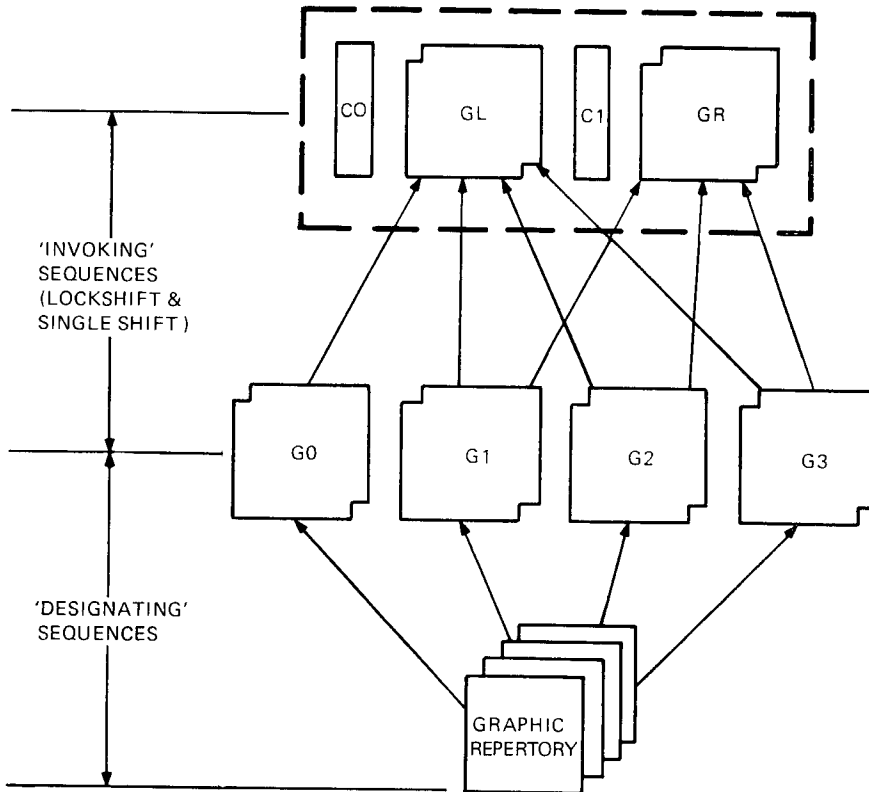 C0
GL
C1
GR
'INVOKING'
SEQUENCES
(LOCKSHIFT &
SINGLE SHIFT)
G0
G1
G2
G3
'DESIGNATING'
SEQUENCES
GRAPHIC
REPERTORY